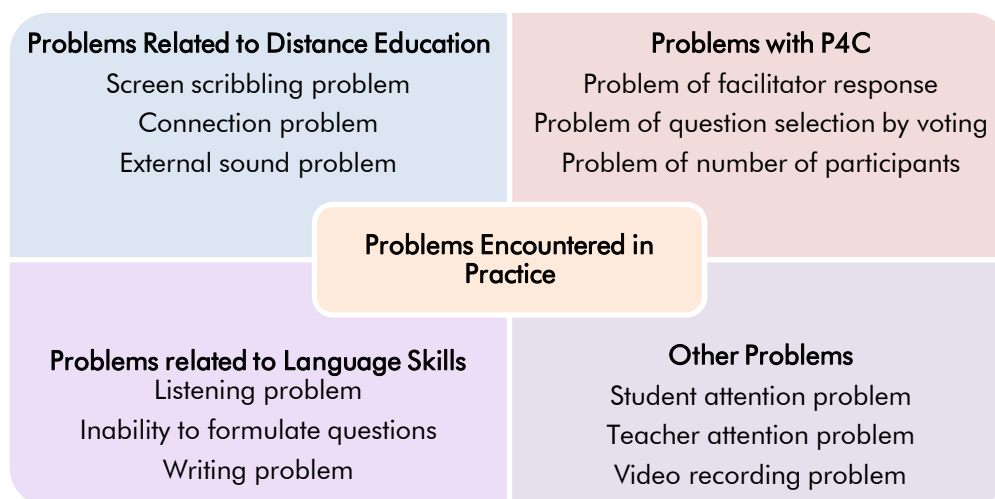 Problems Related to Distance Education
Screen scribbling problem
Connection problem
External sound problem
Problems with P4C
Problem of facilitator response
Problem of question selection by voting
Problem of number of participants
Problems Encountered in
Practice
Problems related to Language Skills
Listening problem
Inability to formulate questions
Writing problem
Other Problems
Student attention problem
Teacher attention problem
Video recording problem